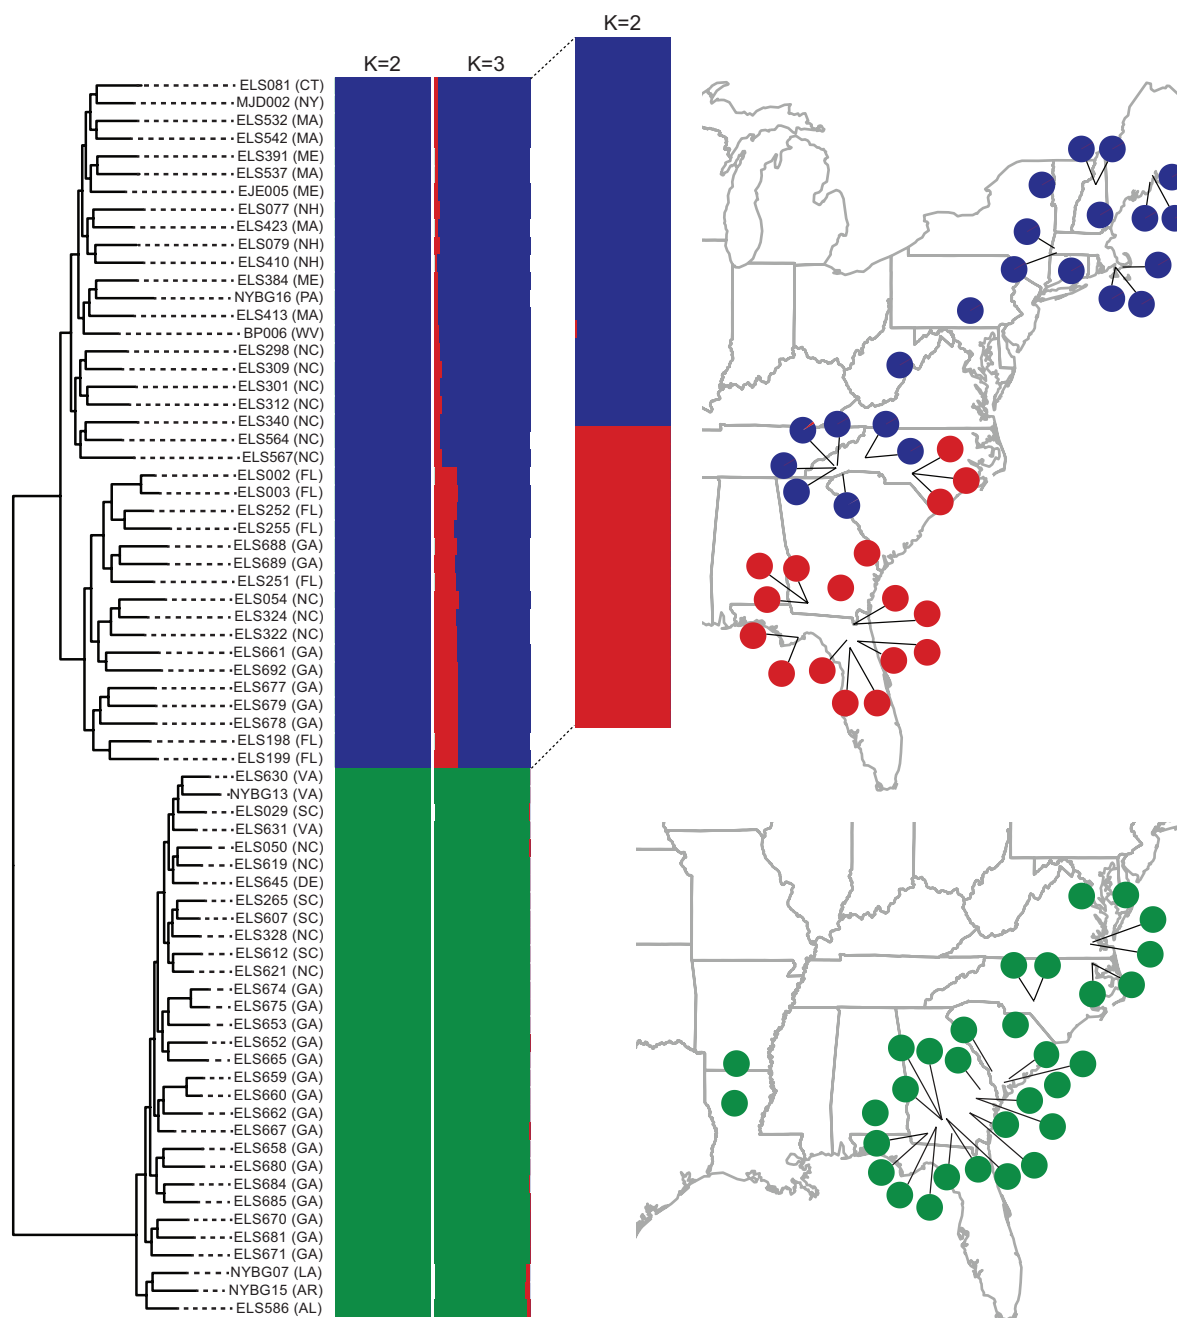 K=2
K=2
K=3
ELS081 (CT)
MJD002 (NY)
ELS532 (MA)
ELS542 (MA)
ELS391 (ME)
ELS537 (MA)
EJE005 (ME)
ELS077 (NH)
ELS423 (MA)
ELS079 (NH)
ELS410 (NH)
ELS384 (ME)
NYBG16 (PA)
ELS413 (MA)
BP006 (WV)
ELS298 (NC)
ELS309 (NC)
ELS301 (NC)
ELS312 (NC)
ELS340 (NC)
ELS564 (NC)
ELS567(NC)
ELS002 (FL)
ELS003 (FL)
ELS252 (FL)
ELS255 (FL)
ELS688 (GA)
ELS689 (GA)
ELS251 (FL)
ELS054 (NC)
ELS324 (NC)
ELS322 (NC)
ELS661 (GA)
ELS692 (GA)
ELS677 (GA)
ELS679 (GA)
ELS678 (GA)
ELS198 (FL)
ELS199 (FL)
ELS630 (VA)
NYBG13 (VA)
ELS029 (SC)
ELS631 (VA)
ELS050 (NC)
ELS619 (NC)
ELS645 (DE)
ELS265 (SC)
ELS607 (SC)
ELS328 (NC)
ELS612 (SC)
ELS621 (NC)
ELS674 (GA)
ELS675 (GA)
ELS653 (GA)
ELS652 (GA)
ELS665 (GA)
ELS659 (GA)
ELS660 (GA)
ELS662 (GA)
ELS667 (GA)
ELS658 (GA)
ELS680 (GA)
ELS684 (GA)
ELS685 (GA)
ELS670 (GA)
ELS681 (GA)
ELS671 (GA)
NYBG07 (LA)
NYBG15 (AR)
ELS586 (AL)